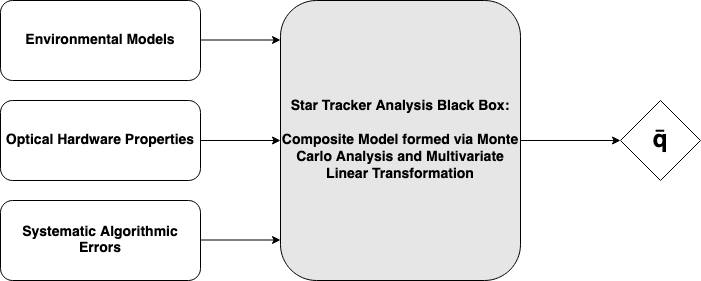 Environmental Models
Optical Hardware Properties
Systematic Algorithmic
Errors
Star Tracker Analysis Black Box:
Composite Model formed via Monte
Carlo Analysis and Multivariate
Linear Transformation
q̄